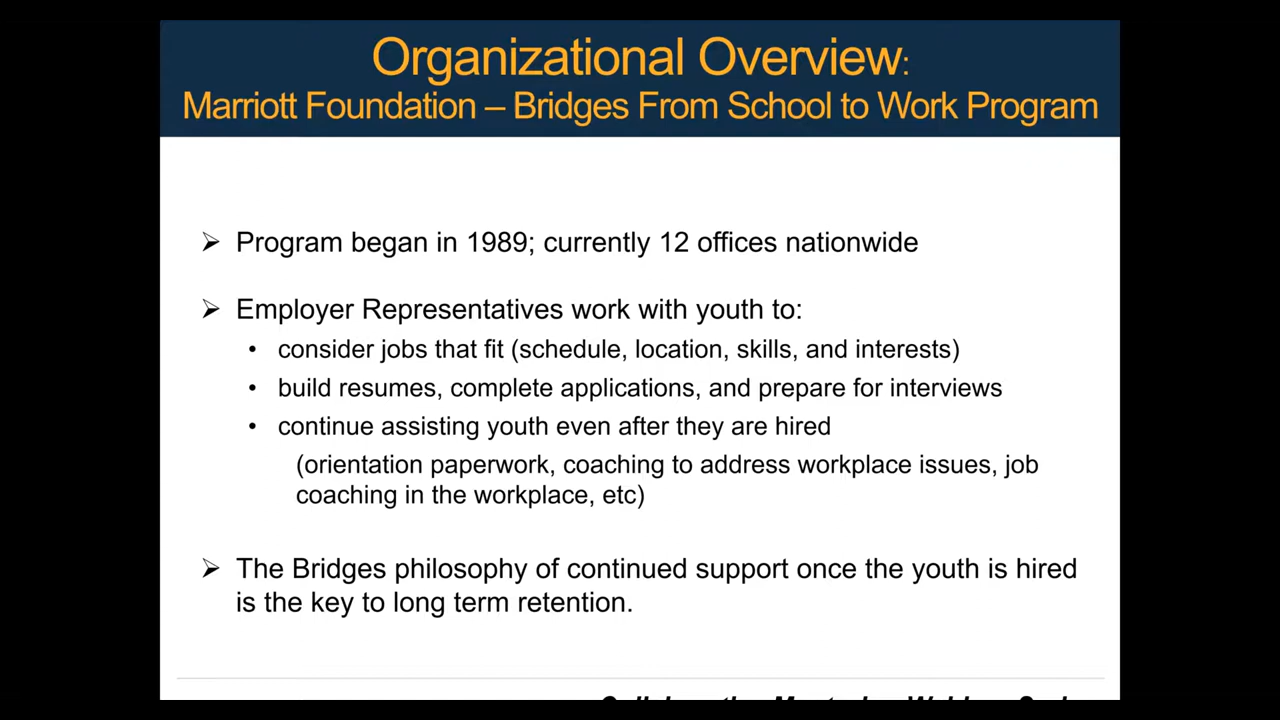 Organizational Overview:
Marriott Foundation – Bridges From School to Work Program
➢ Program began in 1989; currently 12 offices nationwide
➢ Employer Representatives work with youth to:
• consider jobs that fit (schedule, location, skills, and interests)
• build resumes, complete applications, and prepare for interviews
• continue assisting youth even after they are hired
(orientation paperwork, coaching to address workplace issues, job
coaching in the workplace, etc)
➢ The Bridges philosophy of continued support once the youth is hired
is the key to long term retention.